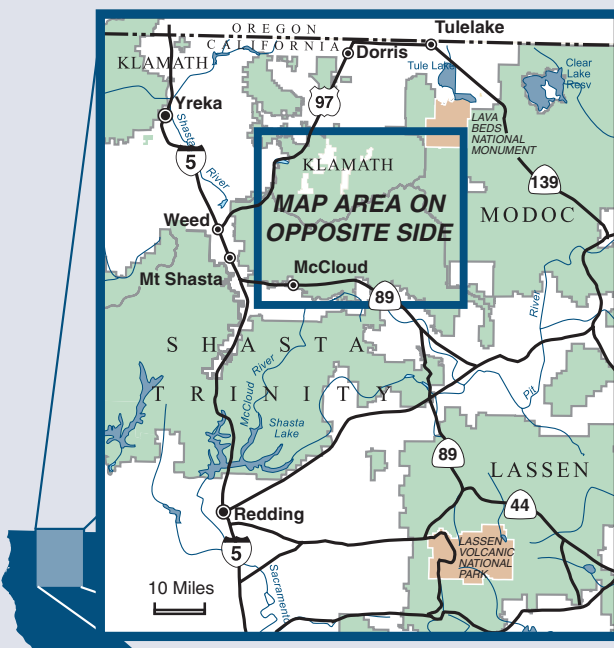 OREGON
CALIFORNIA
Tulelake
Dorris
KLAMATH
Tule Lake
Clear
Lake
Resv
97
Yreka
Shasta
River
LAVA
BEDS
NATIONAL
MONUMENT
5
KLAMATH
139
MAP AREA ON
OPPOSITE SIDE
MODOC
Weed
Mt Shasta
McCloud
89
River
Pit
SHASTA
TRINITY
McCloud River
Shasta
Lake
89
LASSEN
44
Redding
5
LASSEN
VOLCANIC
NATIONAL
PARK
10 Miles
Sacramento